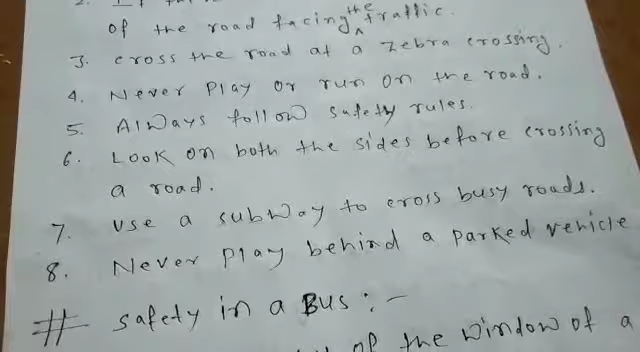 2.
of the road facing the traffic.
3. cross the road at a zebra crossing.
4. Never play or run on the road.
5. Always follow safety rules.
6. Look on both the sides before crossing
a road.
7. Use a subway to cross busy roads.
8. Never play behind a parked vehicle
# safety in a Bus :-
of the window of a